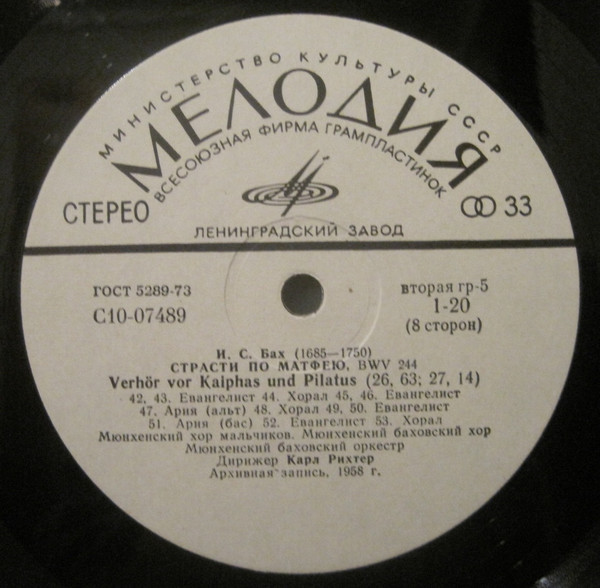 МИНИСТЕРСТВО КУЛЬТУРЫ СССР
МЕЛОДИЯ
ВСЕСОЮЗНАЯ ФИРМА ГРАМПЛАСТИНОК
СТЕРЕО
33
ЛЕНИНГРАДСКИЙ ЗАВОД
ГОСТ 5289-73
С10-07489
вторая гр-5
1-20
(8 сторон)
И. С. Бах (1685—1750)
СТРАСТИ ПО МАТФЕЮ, BWV 244
Verhör vor Kaiphas und Pilatus (26, 63; 27, 14)
42, 43. Евангелист 44. Хорал 45, 46. Евангелист
47. Ария (альт) 48. Хорал 49, 50. Евангелист
51. Ария (бас) 52. Евангелист 53. Хорал
Мюнхенский хор мальчиков. Мюнхенский баховский хор
Мюнхенский баховский оркестр
Дирижер Карл Рихтер
Архивная запись, 1958 г.